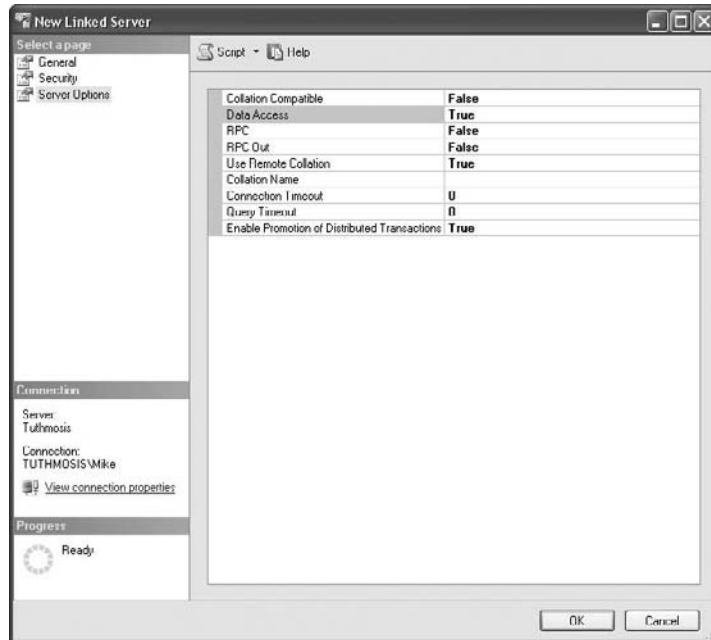 New Linked Server
Select a page
General
Security
Server Options
Script
Help
Collation Compatible False
Data Access True
RPC False
RPC Out False
Use Remote Collation True
Collation Name
Connection Timeout 0
Query Timeout 0
Enable Promotion of Distributed Transactions True
Connection
Server:
Tuthmosis
Connection:
TUTHMOSIS\Mike
View connection properties
Progress
Ready
OK
Cancel